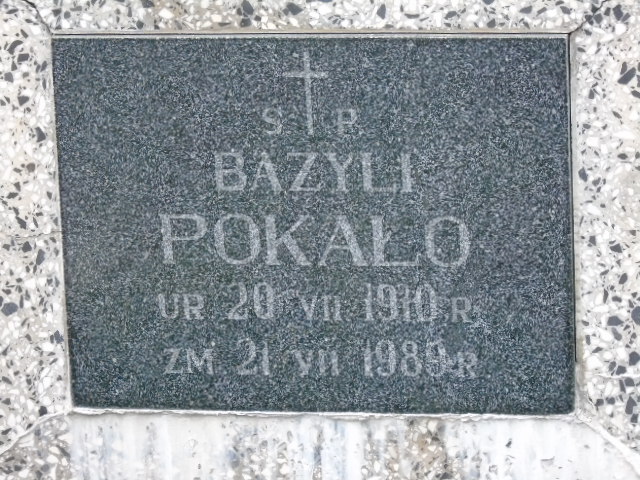 S P
BAZYLI
POKAŁO
UR 20 VII 1910 R
ZM 21 VII 1989 R